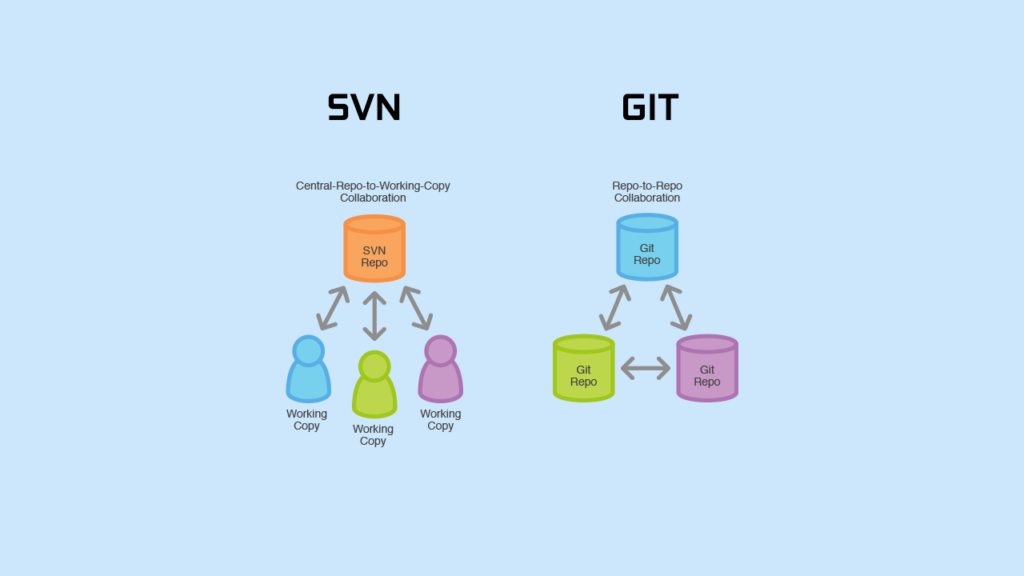 SVN
Central-Repo-to-Working-Copy
Collaboration
SVN
Repo
Working
Copy
Working
Copy
Working
Copy
GIT
Repo-to-Repo
Collaboration
Git
Repo
Git
Repo
Git
Repo